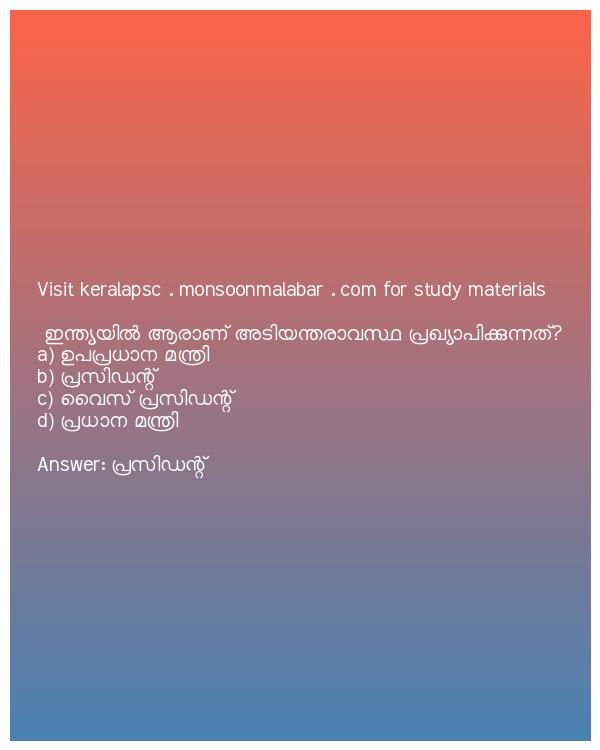 Visit keralapsc . monsoonmalabar . com for study materials
ഇന്ത്യയിൽ ആരാണ് അടിയന്തരാവസ്ഥ പ്രഖ്യാപിക്കുന്നത്?
a) ഉപപ്രധാന മന്ത്രി
b) പ്രസിഡന്റ്
c) വൈസ് പ്രസിഡന്റ്
d) പ്രധാന മന്ത്രി
Answer: പ്രസിഡന്റ്